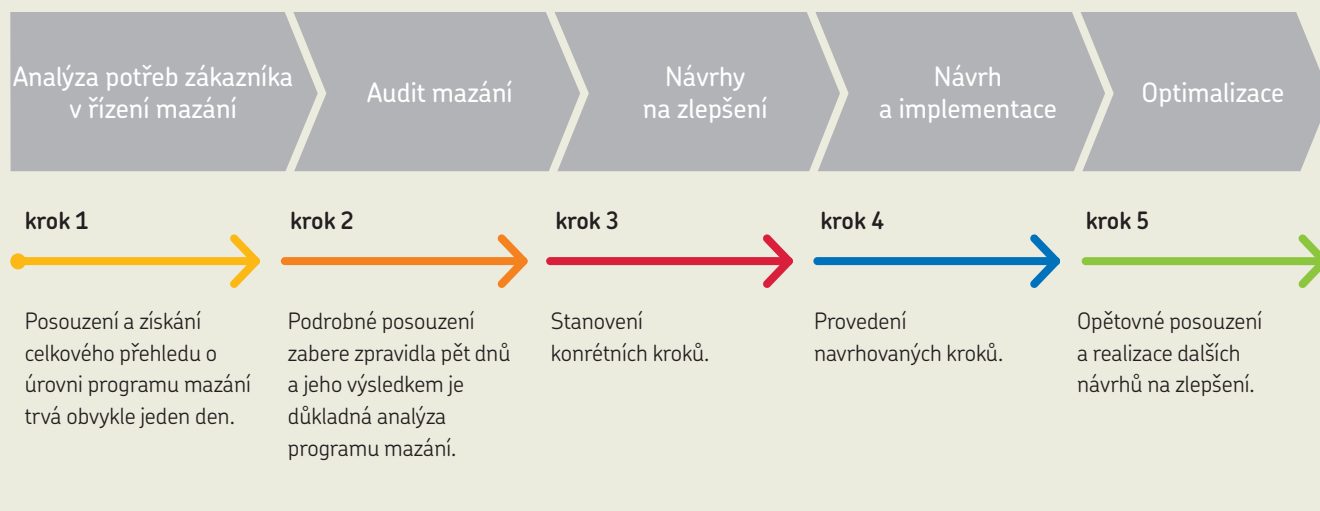 Analýza potřeb zákazníka
v řízení mazání
Audit mazání
Návrhy
na zlepšení
Návrh
a implementace
Optimalizace
krok 1
krok 2
krok 3
krok 4
krok 5
Posouzení a získání
celkového přehledu o
úrovni programu mazání
trvá obvykle jeden den.
Podrobné posouzení
zabere zpravidla pět dnů
a jeho výsledkem je
důkladná analýza
programu mazání.
Stanovení
konrétních kroků.
Provedení
navrhovaných kroků.
Opětovné posouzení
a realizace dalších
návrhů na zlepšení.